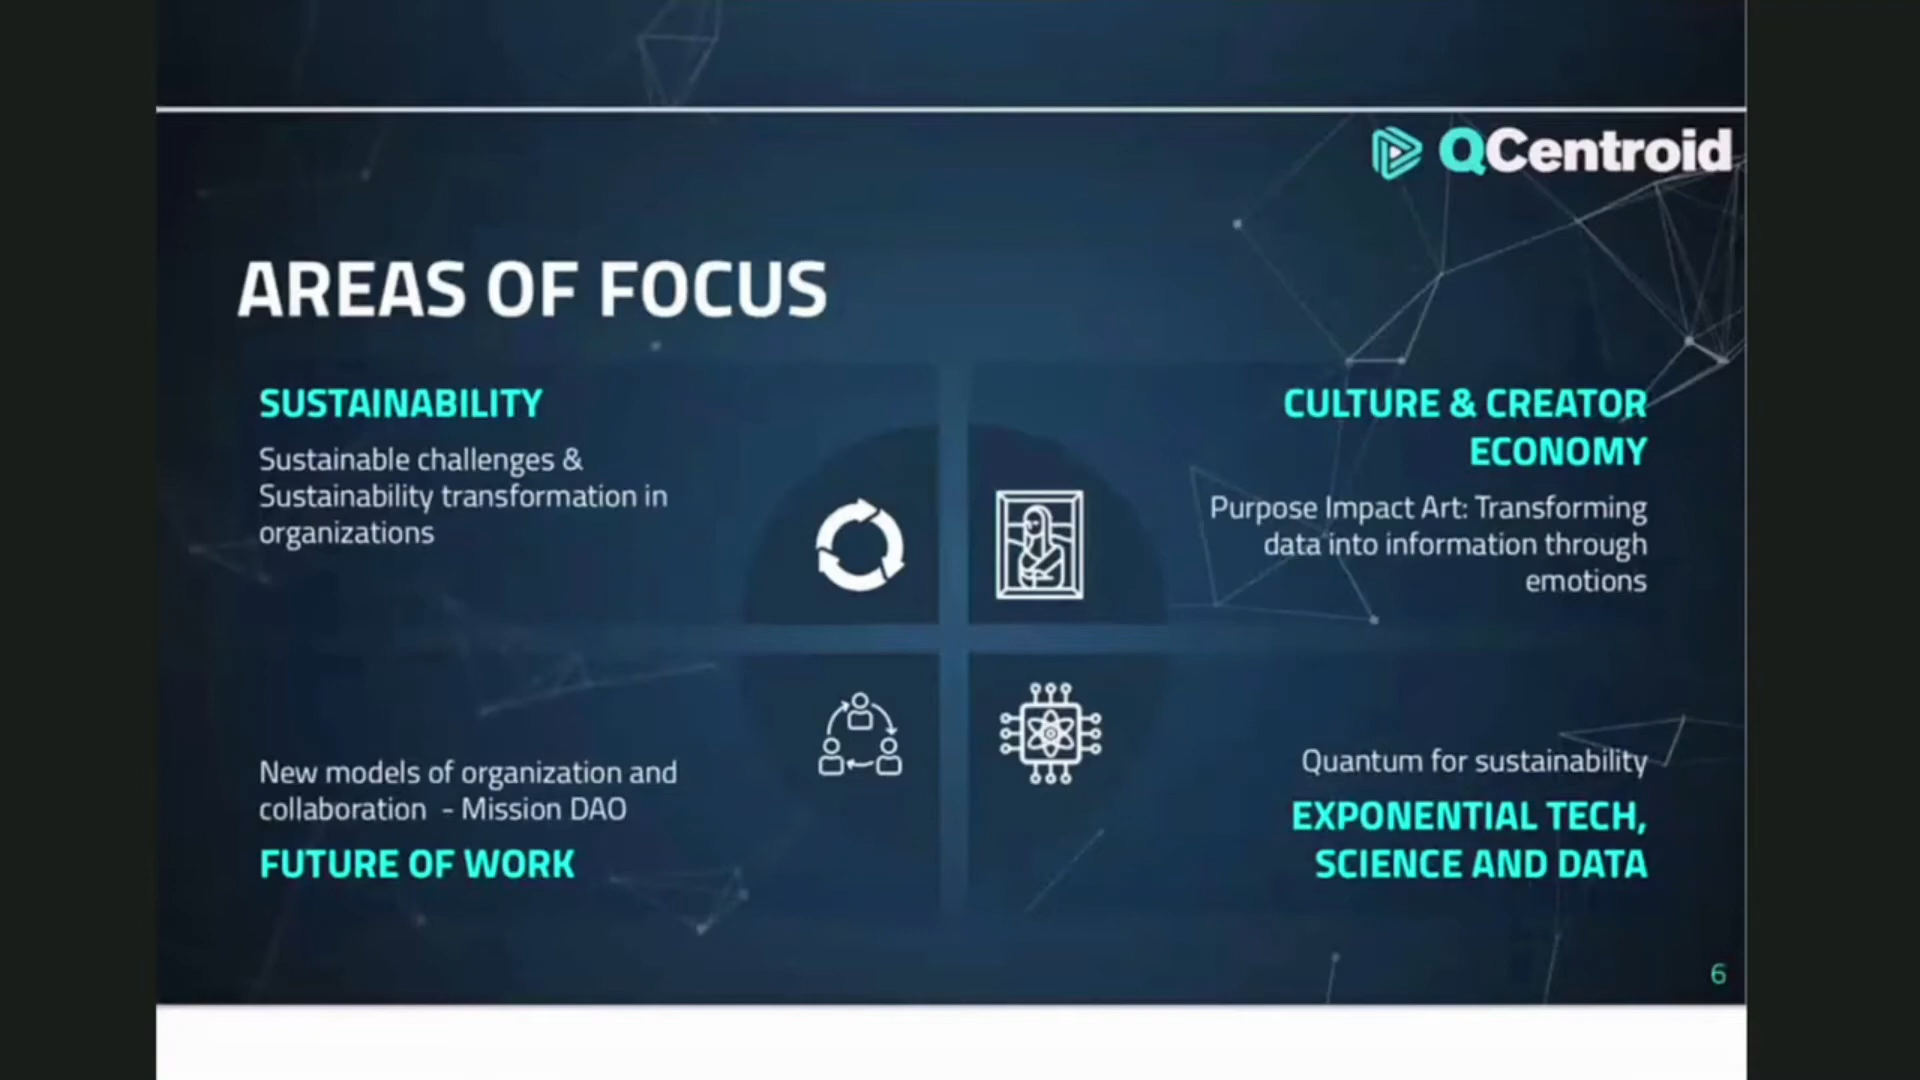 QCentroid
AREAS OF FOCUS
SUSTAINABILITY
Sustainable challenges &
Sustainability transformation in
organizations
CULTURE & CREATOR
ECONOMY
Purpose Impact Art: Transforming
data into information through
emotions
New models of organization and
collaboration - Mission DAO
FUTURE OF WORK
Quantum for sustainability
EXPONENTIAL TECH,
SCIENCE AND DATA
6